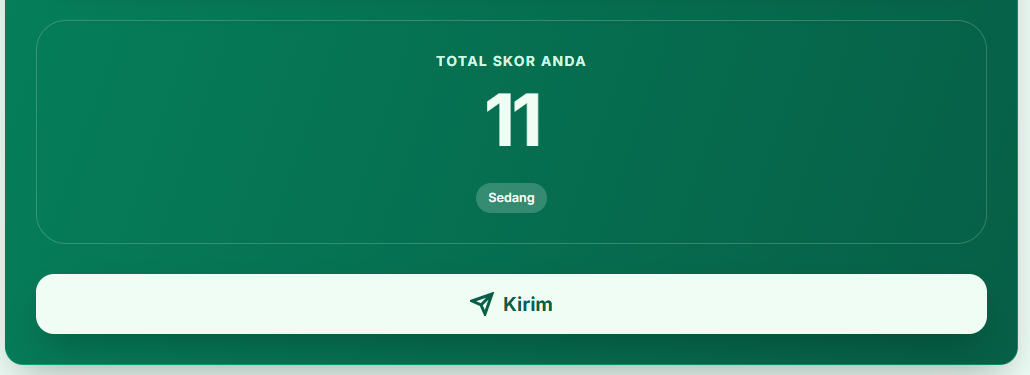 TOTAL SKOR ANDA
11
Sedang
Kirim